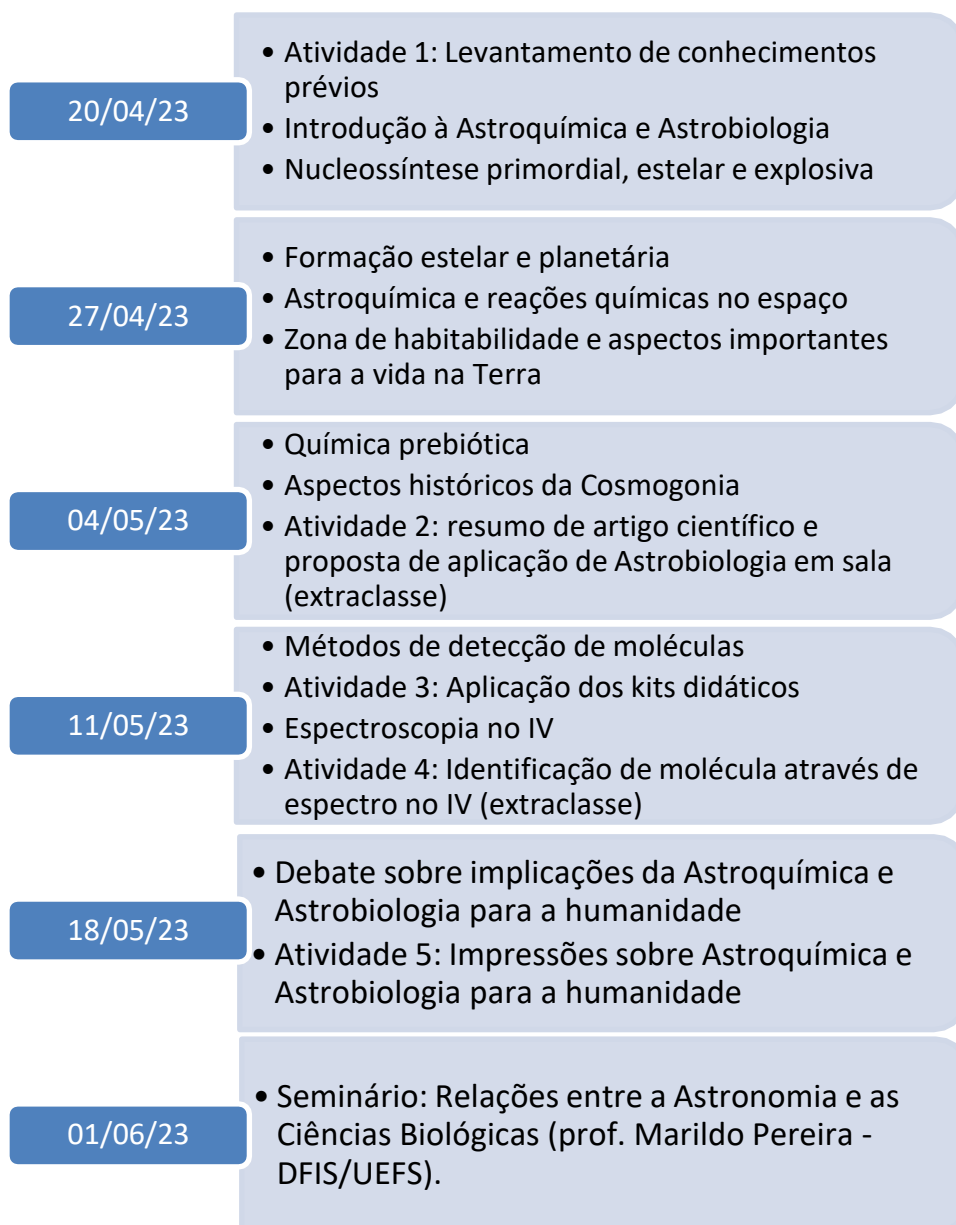 20/04/23
• Atividade 1: Levantamento de conhecimentos
prévios
• Introdução à Astroquímica e Astrobiologia
• Nucleossíntese primordial, estelar e explosiva
27/04/23
• Formação estelar e planetária
• Astroquímica e reações químicas no espaço
• Zona de habitabilidade e aspectos importantes
para a vida na Terra
04/05/23
• Química prebiótica
• Aspectos históricos da Cosmogonia
• Atividade 2: resumo de artigo científico e
proposta de aplicação de Astrobiologia em sala
(extraclasse)
11/05/23
• Métodos de detecção de moléculas
• Atividade 3: Aplicação dos kits didáticos
• Espectroscopia no IV
• Atividade 4: Identificação de molécula através de
espectro no IV (extraclasse)
18/05/23
• Debate sobre implicações da Astroquímica e
Astrobiologia para a humanidade
• Atividade 5: Impressões sobre Astroquímica e
Astrobiologia para a humanidade
01/06/23
• Seminário: Relações entre a Astronomia e as
Ciências Biológicas (prof. Marildo Pereira -
DFIS/UEFS).